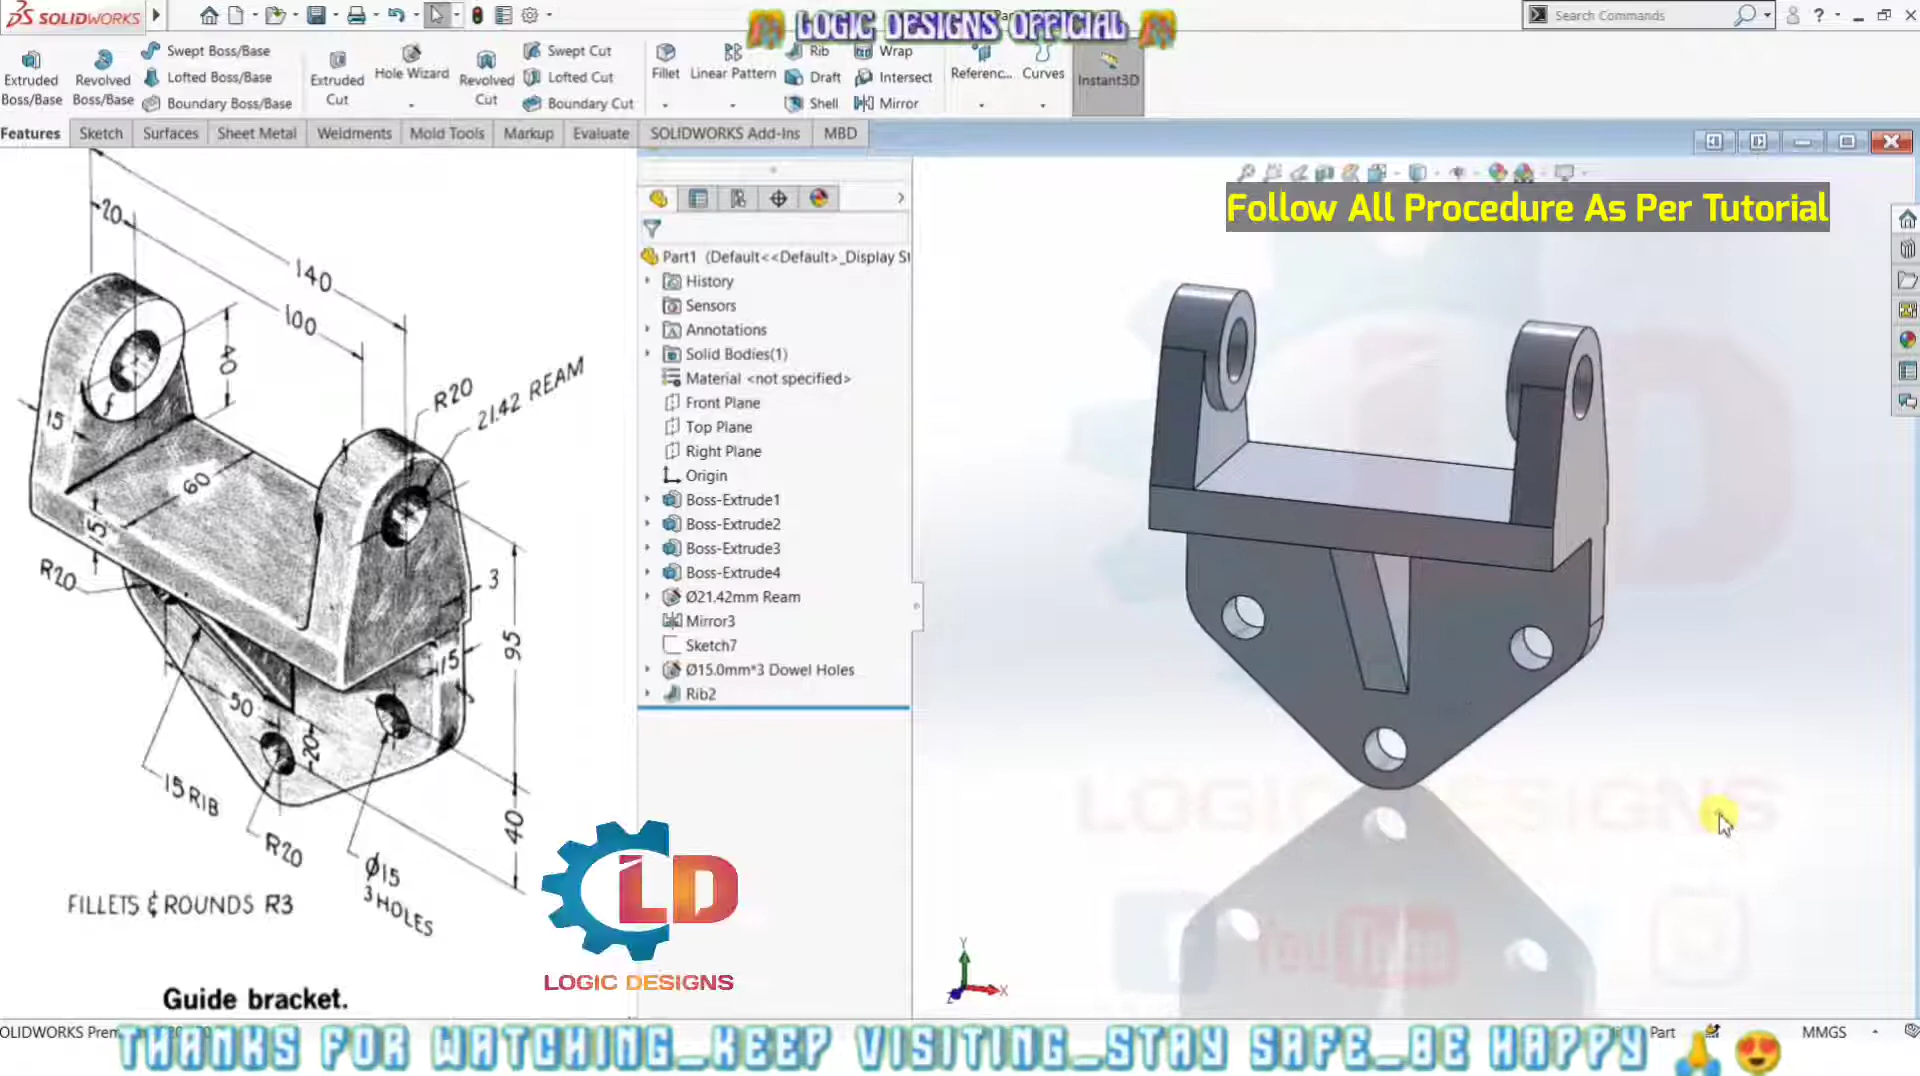 SOLIDWORKS
LOGIC DESIGNS OFFICIAL
Search Commands
?
Extruded Boss/Base
Revolved Boss/Base
Swept Boss/Base
Lofted Boss/Base
Boundary Boss/Base
Extruded Cut
Hole Wizard
Revolved Cut
Swept Cut
Lofted Cut
Boundary Cut
Fillet
Linear Pattern
Rib
Draft
Shell
Wrap
Intersect
Mirror
Referenc...
Curves
Instant3D
Features
Sketch
Surfaces
Sheet Metal
Weldments
Mold Tools
Markup
Evaluate
SOLIDWORKS Add-Ins
MBD
Follow All Procedure As Per Tutorial
Part1 (Default<<Default>_Display St
History
Sensors
Annotations
Solid Bodies(1)
Material <not specified>
Front Plane
Top Plane
Right Plane
Origin
Boss-Extrude1
Boss-Extrude2
Boss-Extrude3
Boss-Extrude4
Ø21.42mm Ream
Mirror3
Sketch7
Ø15.0mm*3 Dowel Holes
Rib2
20
140
100
40
R20
21.42 REAM
15
f
60
15
R20
3
95
15
50
20
15 RIB
R20
40
Ø15
3 HOLES
FILLETS & ROUNDS R3
Guide bracket.
LD
LOGIC DESIGNS
LOGIC DESIGNS
YouTube
Y
X
Z
OLIDWORKS Prem
Part
MMGS
THANKS FOR WATCHING_KEEP VISITING_STAY SAFE_BE HAPPY